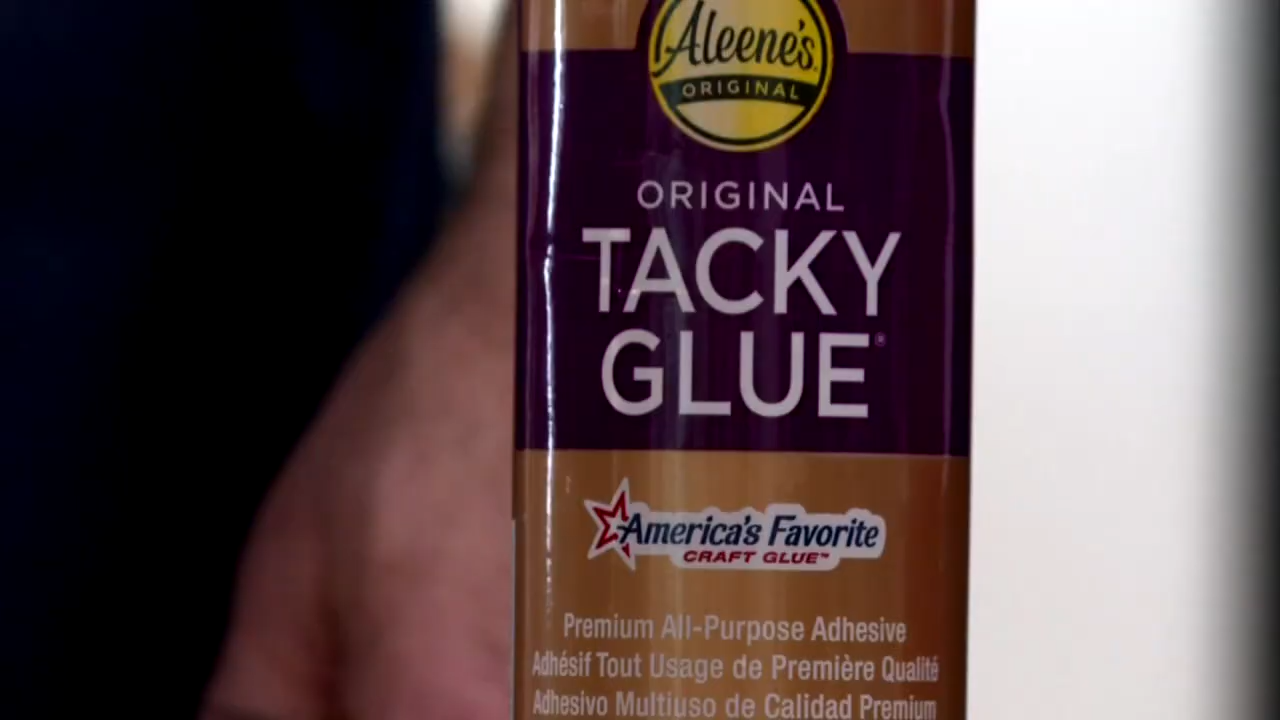 Aleene's®
ORIGINAL
ORIGINAL
TACKY
GLUE®
America's Favorite
CRAFT GLUE™
Premium All-Purpose Adhesive
Adhésif Tout Usage de Première Qualité
Adhesivo Multiuso de Calidad Premium